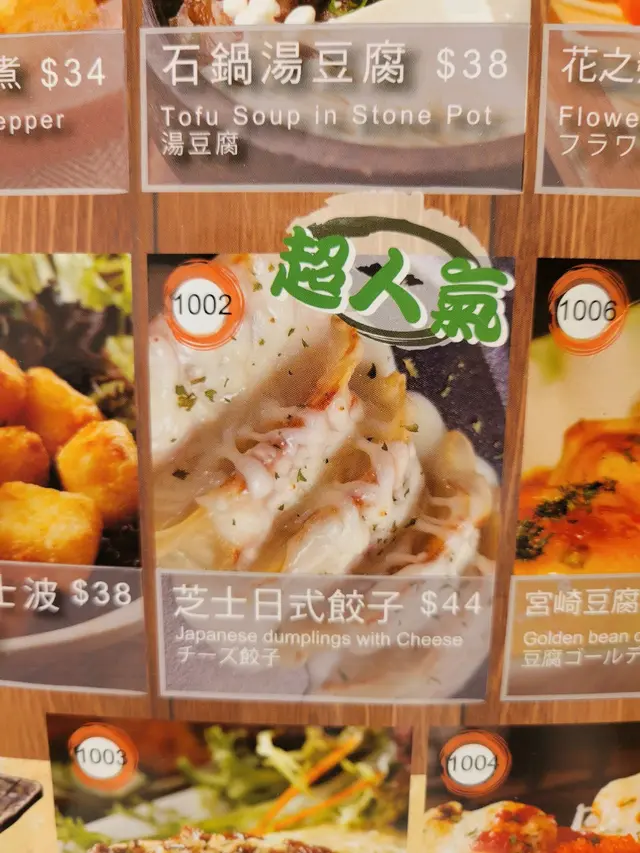 煮 $34
epper
石鍋湯豆腐 $38
Tofu Soup in Stone Pot
湯豆腐
花之
Flowe
フラワ
超人氣
1002
1006
士波 $38
芝士日式餃子 $44
Japanese dumplings with Cheese
チーズ餃子
宮崎豆腐
Golden bean
豆腐ゴールデ
1003
1004